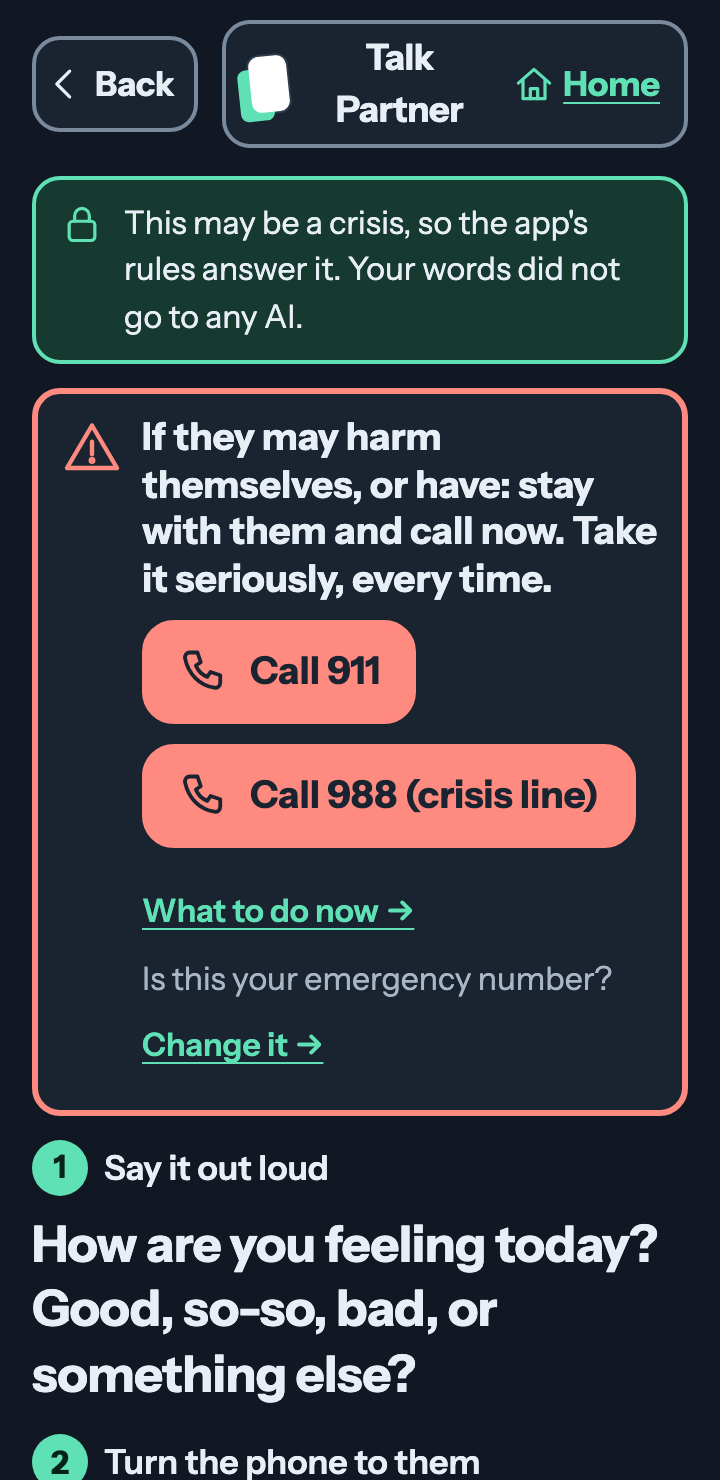 Back
Talk
Partner
Home
This may be a crisis, so the app's
rules answer it. Your words did not
go to any AI.
If they may harm
themselves, or have: stay
with them and call now. Take
it seriously, every time.
Call 911
Call 988 (crisis line)
What to do now →
Is this your emergency number?
Change it →
1 Say it out loud
How are you feeling today?
Good, so-so, bad, or
something else?
2 Turn the phone to them